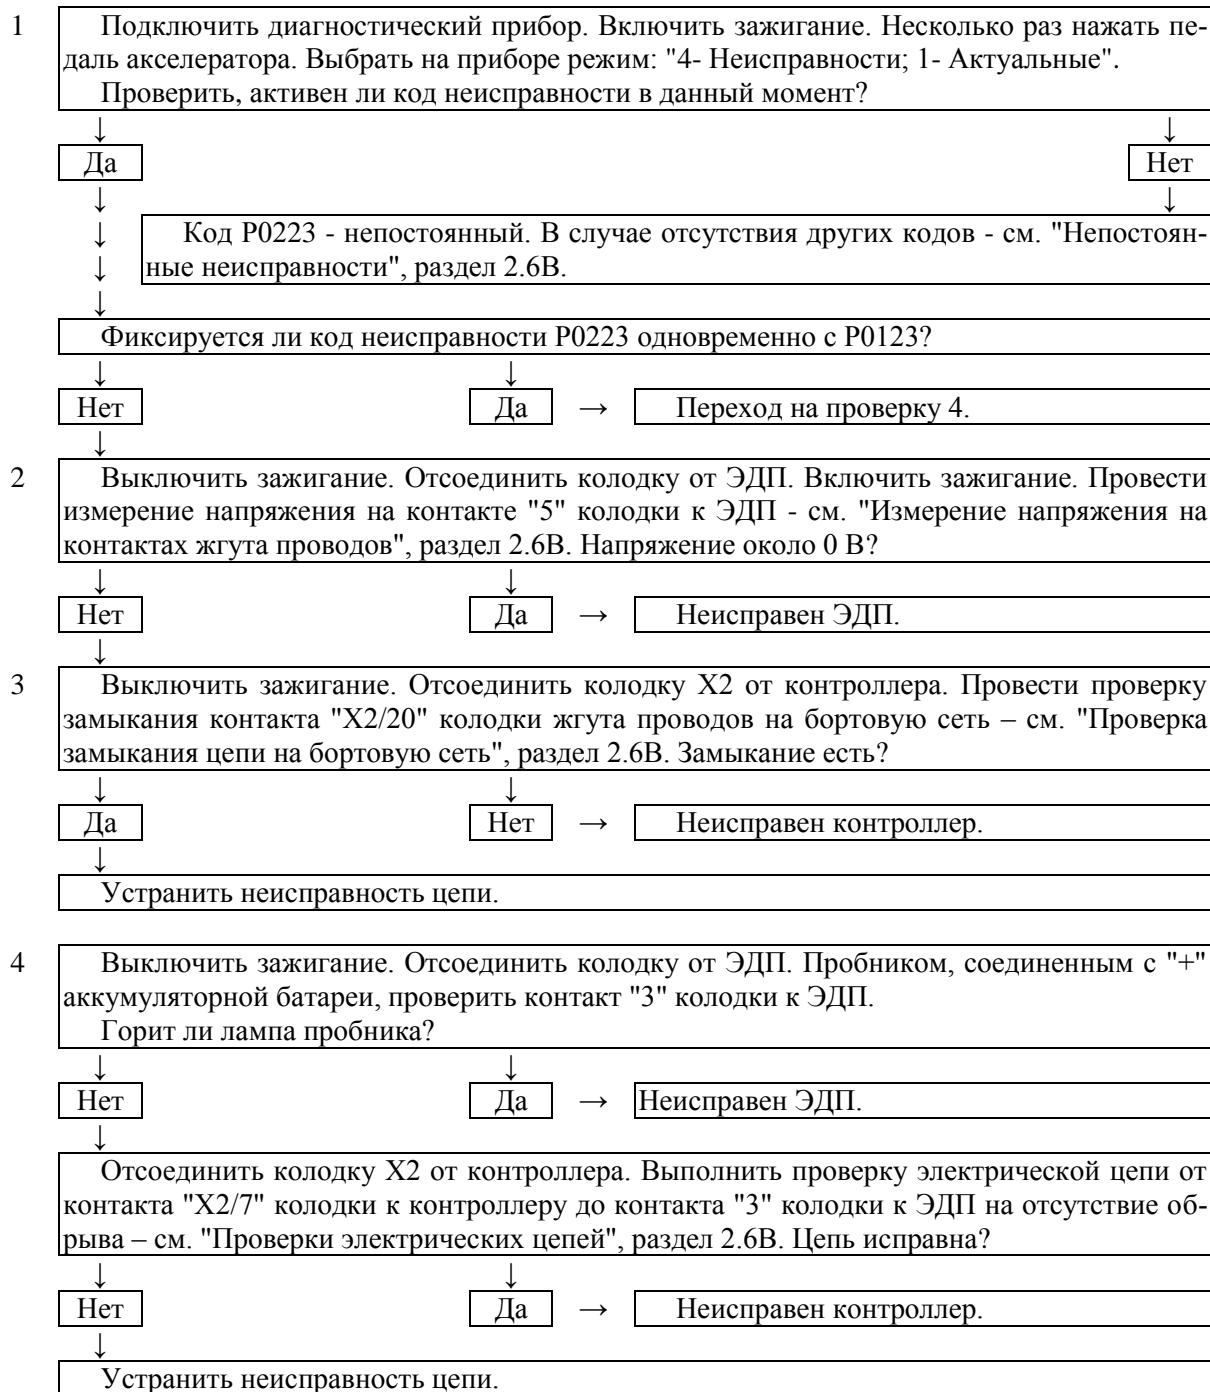 1 Подключить диагностический прибор. Включить зажигание. Несколько раз нажать пе-
даль акселератора. Выбрать на приборе режим: "4- Неисправности; 1- Актуальные".
Проверить, активен ли код неисправности в данный момент?
↓ ↓
Да Нет
↓ ↓
↓ Код Р0223 - непостоянный. В случае отсутствия других кодов - см. "Непостоян-
↓ ные неисправности", раздел 2.6В.
↓
Фиксируется ли код неисправности Р0223 одновременно с Р0123?
↓ ↓
Нет Да → Переход на проверку 4.
↓
2 Выключить зажигание. Отсоединить колодку от ЭДП. Включить зажигание. Провести
измерение напряжения на контакте "5" колодки к ЭДП - см. "Измерение напряжения на
контактах жгута проводов", раздел 2.6В. Напряжение около 0 В?
↓ ↓
Нет Да → Неисправен ЭДП.
↓
3 Выключить зажигание. Отсоединить колодку Х2 от контроллера. Провести проверку
замыкания контакта "Х2/20" колодки жгута проводов на бортовую сеть – см. "Проверка
замыкания цепи на бортовую сеть", раздел 2.6В. Замыкание есть?
↓ ↓
Да Нет → Неисправен контроллер.
↓
Устранить неисправность цепи.
4 Выключить зажигание. Отсоединить колодку от ЭДП. Пробником, соединенным с "+"
аккумуляторной батареи, проверить контакт "3" колодки к ЭДП.
Горит ли лампа пробника?
↓ ↓
Нет Да → Неисправен ЭДП.
↓
Отсоединить колодку Х2 от контроллера. Выполнить проверку электрической цепи от
контакта "Х2/7" колодки к контроллеру до контакта "3" колодки к ЭДП на отсутствие об-
рыва – см. "Проверки электрических цепей", раздел 2.6В. Цепь исправна?
↓ ↓
Нет Да → Неисправен контроллер.
↓
Устранить неисправность цепи.